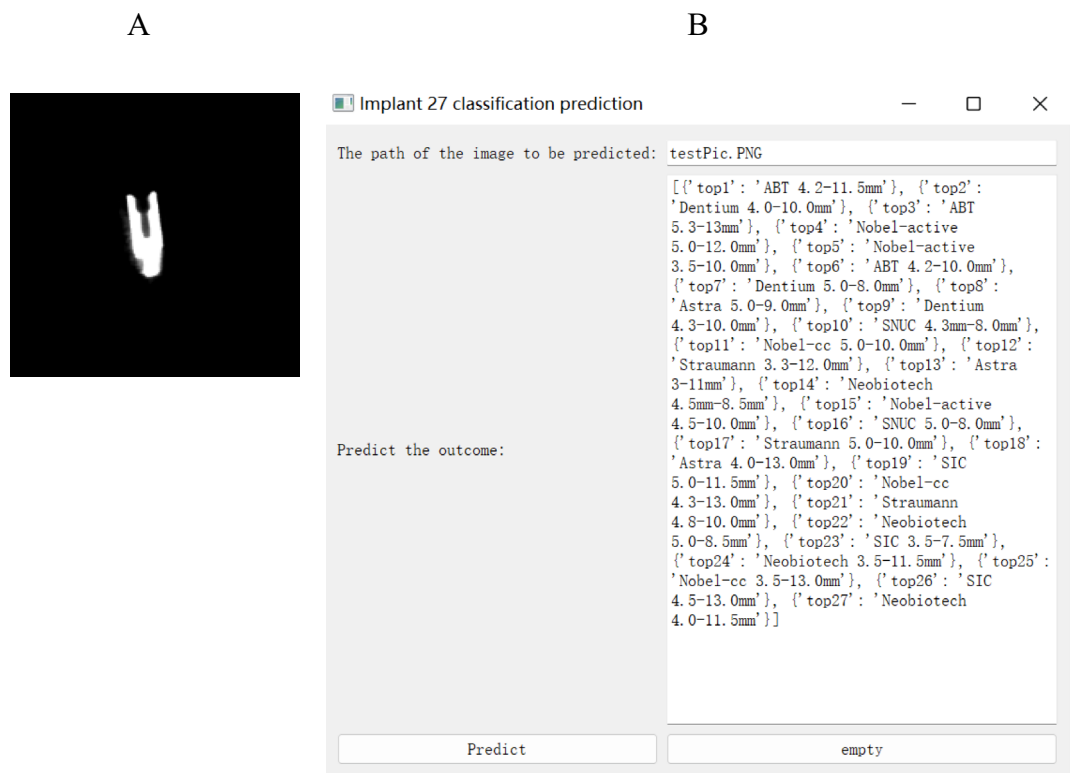 A
B
Implant 27 classification prediction
The path of the image to be predicted:
testPic.PNG
Predict the outcome:
[{'top1': 'ABT 4.2-11.5mm'}, {'top2':
'Dentium 4.0-10.0mm'}, {'top3': 'ABT
5.3-13mm'}, {'top4': 'Nobel-active
5.0-12.0mm'}, {'top5': 'Nobel-active
3.5-10.0mm'}, {'top6': 'ABT 4.2-10.0mm'},
{'top7': 'Dentium 5.0-8.0mm'}, {'top8':
'Astra 5.0-9.0mm'}, {'top9': 'Dentium
4.3-10.0mm'}, {'top10': 'SNUC 4.3mm-8.0mm'},
{'top11': 'Nobel-cc 5.0-10.0mm'}, {'top12':
'Straumann 3.3-12.0mm'}, {'top13': 'Astra
3-11mm'}, {'top14': 'Neobiotech
4.5mm-8.5mm'}, {'top15': 'Nobel-active
4.5-10.0mm'}, {'top16': 'SNUC 5.0-8.0mm'},
{'top17': 'Straumann 5.0-10.0mm'}, {'top18':
'Astra 4.0-13.0mm'}, {'top19': 'SIC
5.0-11.5mm'}, {'top20': 'Nobel-cc
4.3-13.0mm'}, {'top21': 'Straumann
4.8-10.0mm'}, {'top22': 'Neobiotech
5.0-8.5mm'}, {'top23': 'SIC 3.5-7.5mm'},
{'top24': 'Neobiotech 3.5-11.5mm'}, {'top25':
'Nobel-cc 3.5-13.0mm'}, {'top26': 'SIC
4.5-13.0mm'}, {'top27': 'Neobiotech
4.0-11.5mm'}]
Predict
empty